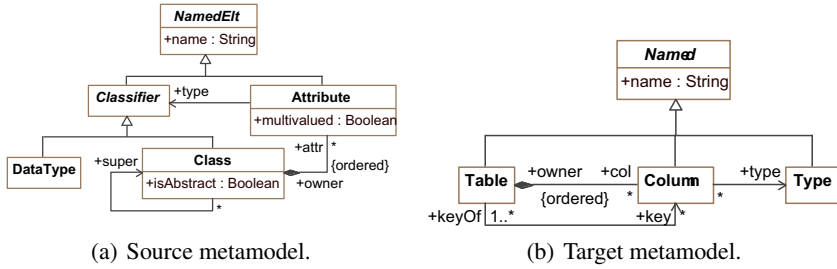 NamedElt
+name : String
Classifier
+type
Attribute
+multivalued : Boolean
+attr
*
{ordered}
DataType
+super
Class
+isAbstract : Boolean
+owner
*
(a) Source metamodel.
Named
+name : String
Table
+owner
+col
{ordered}
*
Column
+type
*
Type
+keyOf
1..*
+key
*
(b) Target metamodel.